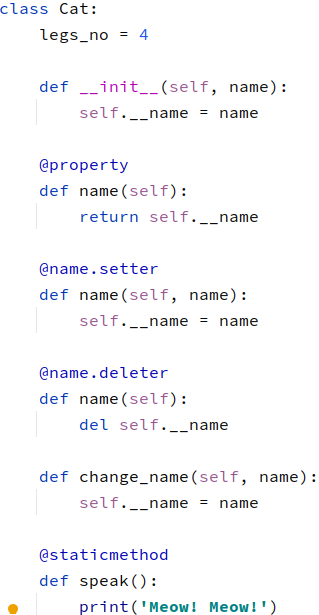 class Cat:
    legs_no = 4

    def __init__(self, name):
        self.__name = name

    @property
    def name(self):
        return self.__name

    @name.setter
    def name(self, name):
        self.__name = name

    @name.deleter
    def name(self):
        del self.__name

    def change_name(self, name):
        self.__name = name

    @staticmethod
    def speak():
        print('Meow! Meow!')